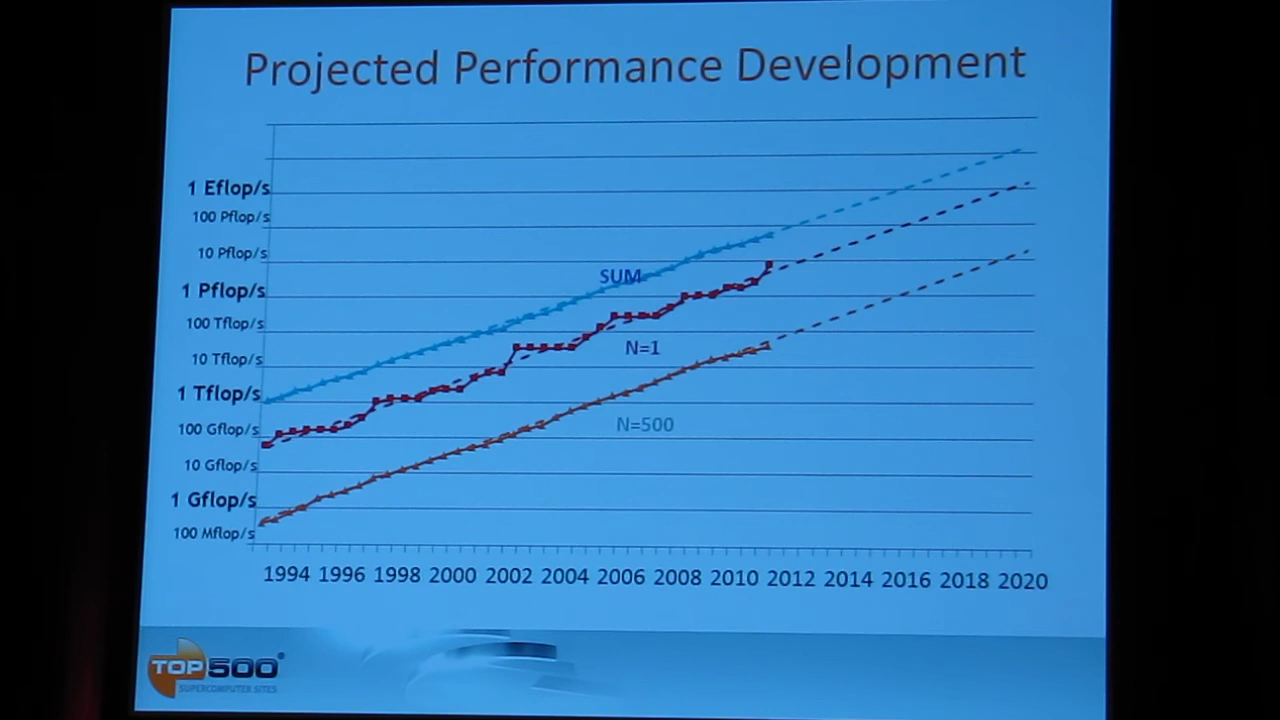 Projected Performance Development
1 Eflop/s
100 Pflop/s
10 Pflop/s
1 Pflop/s
100 Tflop/s
10 Tflop/s
1 Tflop/s
100 Gflop/s
10 Gflop/s
1 Gflop/s
100 Mflop/s
SUM
N=1
N=500
1994 1996 1998 2000 2002 2004 2006 2008 2010 2012 2014 2016 2018 2020
TOP500
SUPERCOMPUTER SITES